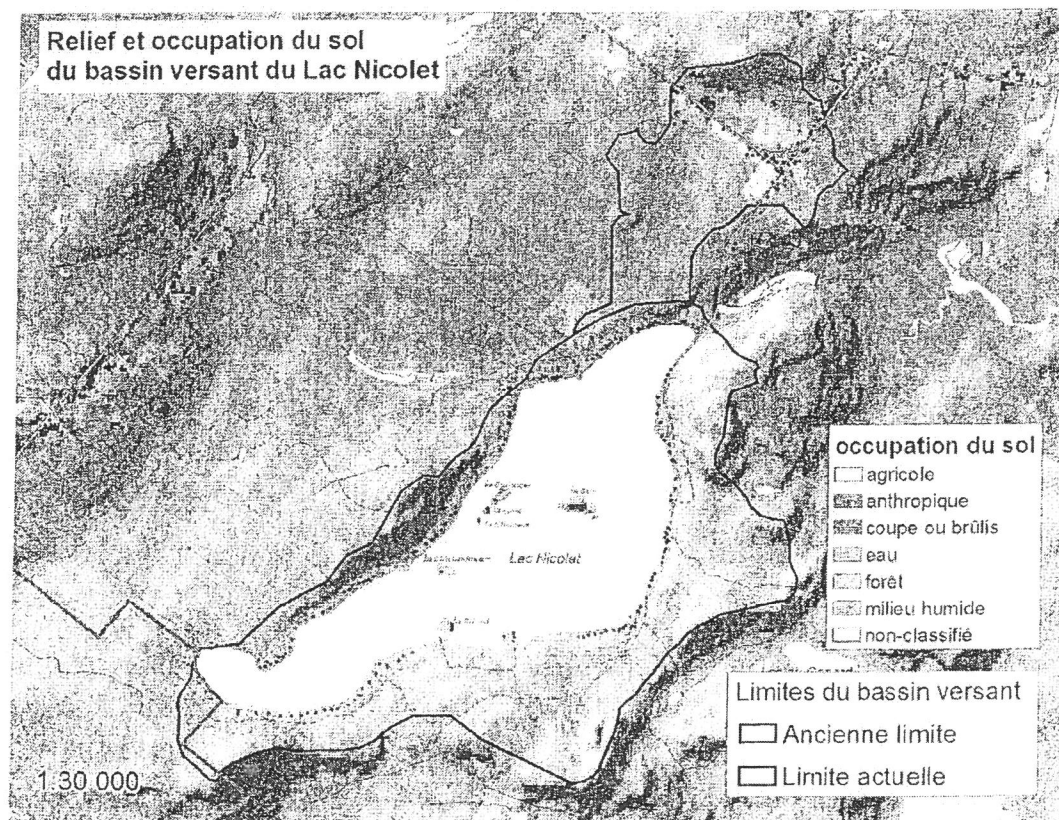 Relief et occupation du sol
du bassin versant du Lac Nicolet
Lac Nicolet
occupation du sol
agricole
anthropique
coupe ou brûlis
eau
forêt
milieu humide
non-classifié
Limites du bassin versant
Ancienne limite
Limite actuelle
1:30 000